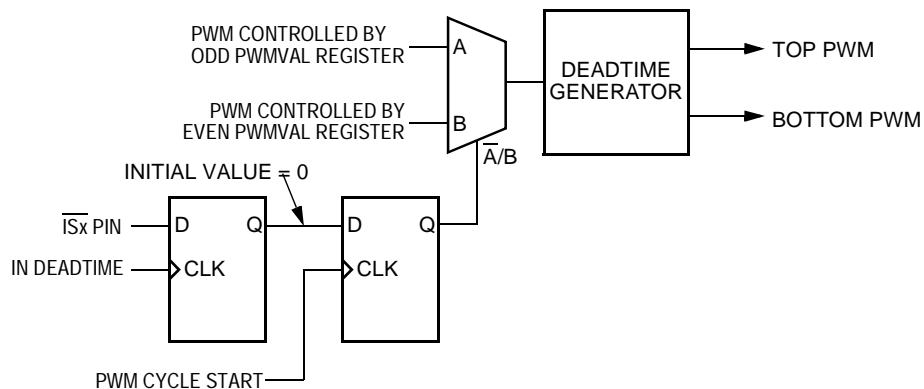 PWM CONTROLLED BY
ODD PWMVAL REGISTER
A
DEADTIME
GENERATOR
TOP PWM
PWM CONTROLLED BY
EVEN PWMVAL REGISTER
B
BOTTOM PWM
A̅/B
INITIAL VALUE = 0
I̅S̅x̅ PIN
D
Q
D
Q
IN DEADTIME
CLK
CLK
PWM CYCLE START